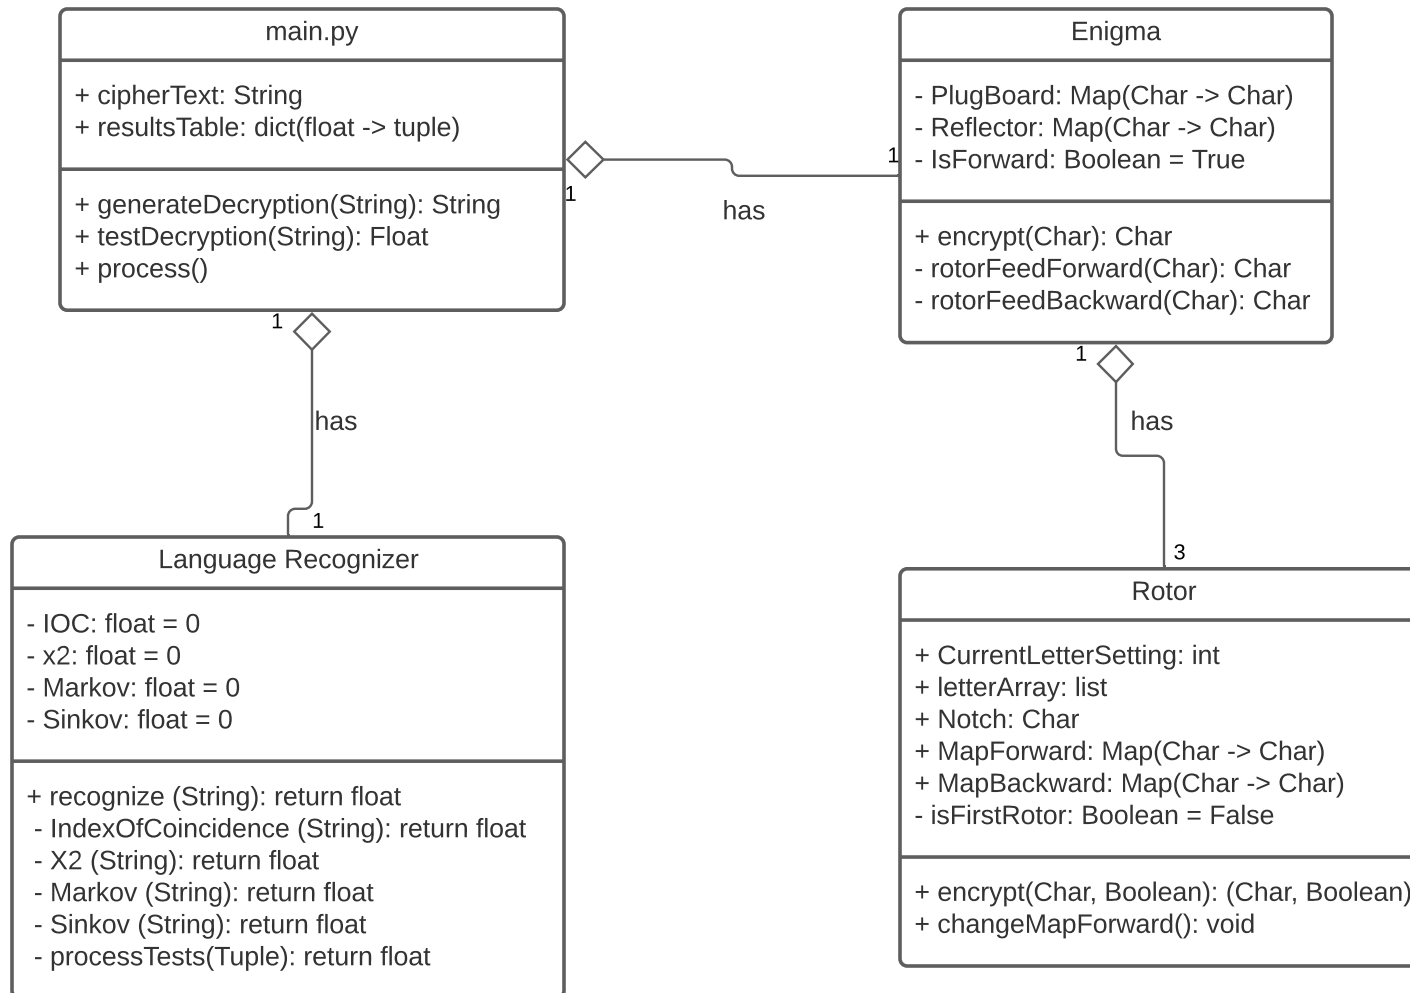 main.py
+ cipherText: String
+ resultsTable: dict(float -> tuple)
+ generateDecryption(String): String
+ testDecryption(String): Float
+ process()
1
1
has
1
Enigma
- PlugBoard: Map(Char -> Char)
- Reflector: Map(Char -> Char)
- IsForward: Boolean = True
+ encrypt(Char): Char
- rotorFeedForward(Char): Char
- rotorFeedBackward(Char): Char
1
has
3
has
1
Language Recognizer
- IOC: float = 0
- x2: float = 0
- Markov: float = 0
- Sinkov: float = 0
+ recognize (String): return float
- IndexOfCoincidence (String): return float
- X2 (String): return float
- Markov (String): return float
- Sinkov (String): return float
- processTests(Tuple): return float
Rotor
+ CurrentLetterSetting: int
+ letterArray: list
+ Notch: Char
+ MapForward: Map(Char -> Char)
+ MapBackward: Map(Char -> Char)
- isFirstRotor: Boolean = False
+ encrypt(Char, Boolean): (Char, Boolean)
+ changeMapForward(): void